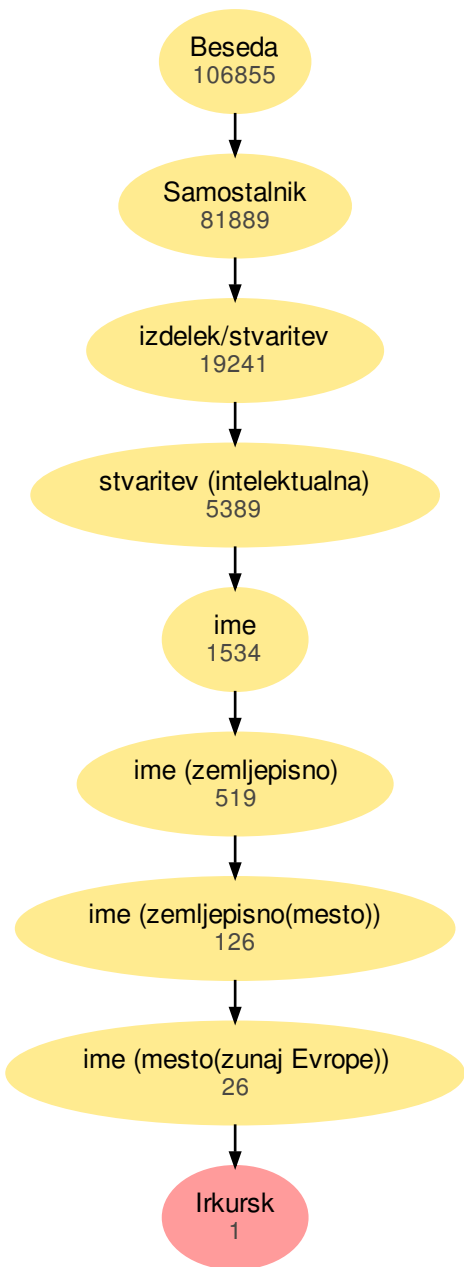 Beseda
106855
Samostalnik
81889
izdelek/stvaritev
19241
stvaritev (intelektualna)
5389
ime
1534
ime (zemljepisno)
519
ime (zemljepisno(mesto))
126
ime (mesto(zunaj Evrope))
26
Irkursk
1